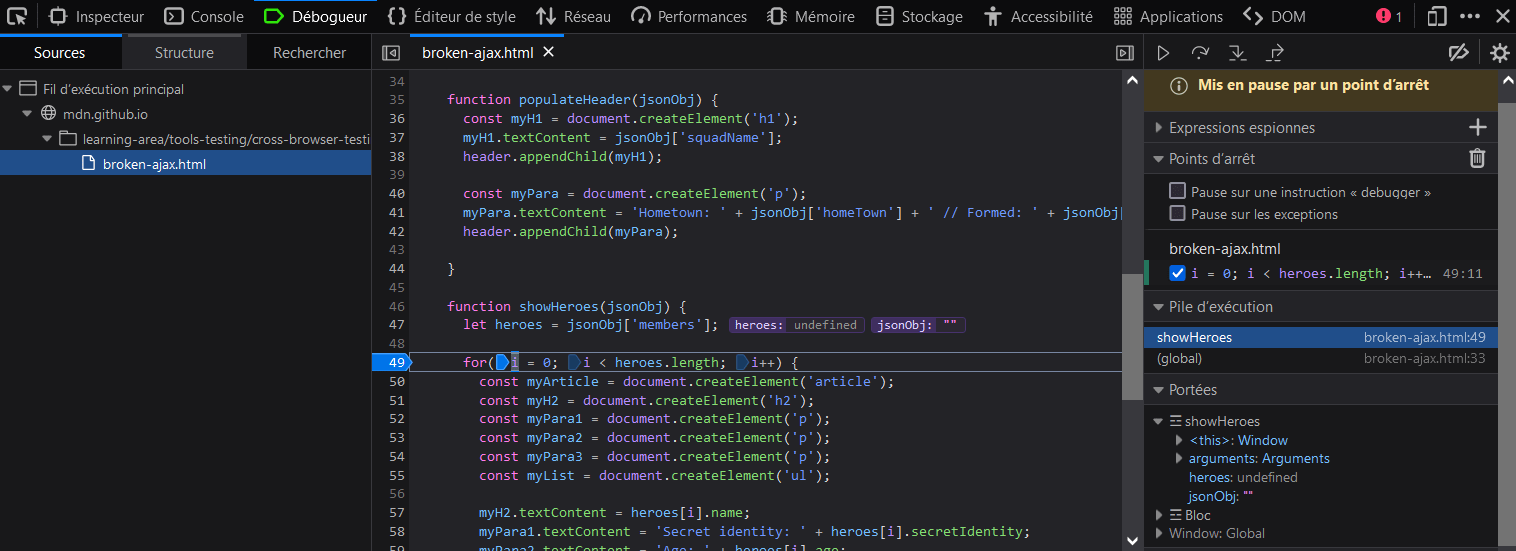 Inspecteur Console Débogueur Éditeur de style Réseau Performances Mémoire Stockage Accessibilité Applications DOM 1
Sources Structure Rechercher
Fil d'exécution principal
mdn.github.io
learning-area/tools-testing/cross-browser-testi
broken-ajax.html
broken-ajax.html
34
35 function populateHeader(jsonObj) {
36 const myH1 = document.createElement('h1');
37 myH1.textContent = jsonObj['squadName'];
38 header.appendChild(myH1);
39
40 const myPara = document.createElement('p');
41 myPara.textContent = 'Hometown: ' + jsonObj['homeTown'] + ' // Formed: ' + jsonObj[
42 header.appendChild(myPara);
43
44 }
45
46 function showHeroes(jsonObj) {
47 let heroes = jsonObj['members']; heroes: undefined jsonObj: ""
48
49 for( i = 0; i < heroes.length; i++) {
50 const myArticle = document.createElement('article');
51 const myH2 = document.createElement('h2');
52 const myPara1 = document.createElement('p');
53 const myPara2 = document.createElement('p');
54 const myPara3 = document.createElement('p');
55 const myList = document.createElement('ul');
56
57 myH2.textContent = heroes[i].name;
58 myPara1.textContent = 'Secret identity: ' + heroes[i].secretIdentity;
59 myPara2.textContent = 'Age: ' + heroes[i].age;
Mis en pause par un point d'arrêt
Expressions espionnes
Points d'arrêt
Pause sur une instruction « debugger »
Pause sur les exceptions
broken-ajax.html
i = 0; i < heroes.length; i++… 49:11
Pile d'exécution
showHeroes broken-ajax.html:49
(global) broken-ajax.html:33
Portées
showHeroes
<this>: Window
arguments: Arguments
heroes: undefined
jsonObj: ""
Bloc
Window: Global